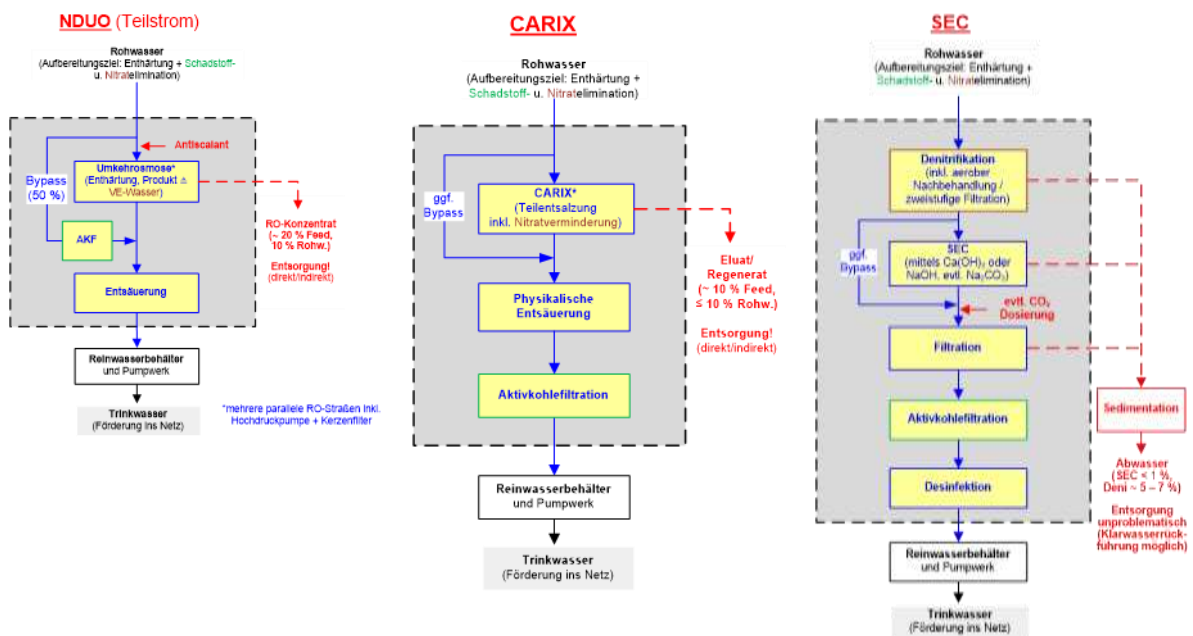 NDUO (Teilstrom)
Rohwasser
(Aufbereitungsziel: Enthärtung + Schadstoff-
u. Nitratelimination)
Antiscalant
Bypass
(50 %)
Umkehrosmose*
(Enthärtung, Produkt ≙
VE-Wasser)
AKF
RO-Konzentrat
(~ 20 % Feed,
10 % Rohw.)
Entsorgung!
(direkt/indirekt)
Entsäuerung
Reinwasserbehälter
und Pumpwerk
Trinkwasser
(Förderung ins Netz)
*mehrere parallele RO-Straßen inkl.
Hochdruckpumpe + Kerzenfilter
CARIX
Rohwasser
(Aufbereitungsziel: Enthärtung +
Schadstoff- u. Nitratelimination)
ggf.
Bypass
CARIX*
(Teilentsalzung
inkl. Nitratverminderung)
Eluat/
Regenerat
(~ 10 % Feed,
≤ 10 % Rohw.)
Entsorgung!
(direkt/indirekt)
Physikalische
Entsäuerung
Aktivkohlefiltration
Reinwasserbehälter
und Pumpwerk
Trinkwasser
(Förderung ins Netz)
SEC
Rohwasser
(Aufbereitungsziel: Enthärtung +
Schadstoff- u. Nitratelimination)
Denitrifikation
(inkl. aerober
Nachbehandlung /
zweistufige Filtration)
ggf.
Bypass
SEC
(mittels Ca(OH)₂ oder
NaOH, evtl. Na₂CO₃)
evtl. CO₂
Dosierung
Filtration
Aktivkohlefiltration
Desinfektion
Sedimentation
Abwasser
(SEC < 1 %,
Deni ~ 5 – 7 %)
Entsorgung
unproblematisch
(Klarwasserrück-
führung möglich)
Reinwasserbehälter
und Pumpwerk
Trinkwasser
(Förderung ins Netz)